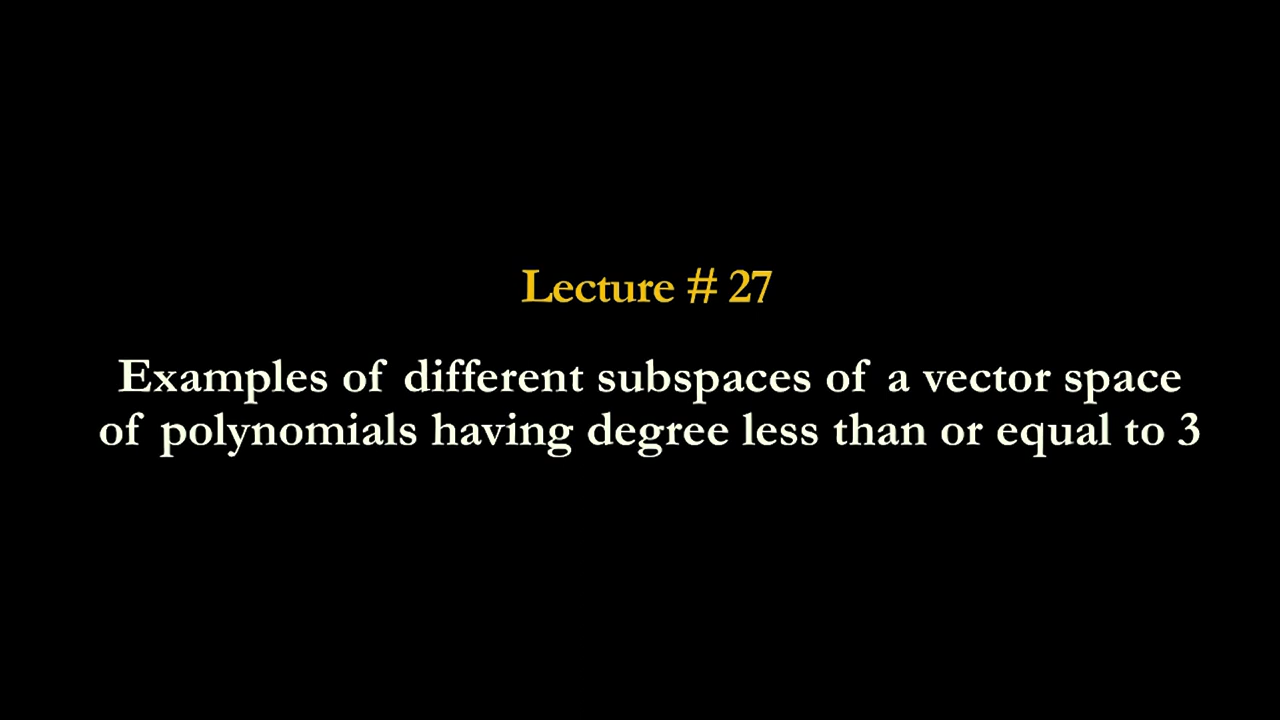 Lecture # 27
Examples of different subspaces of a vector space
of polynomials having degree less than or equal to 3